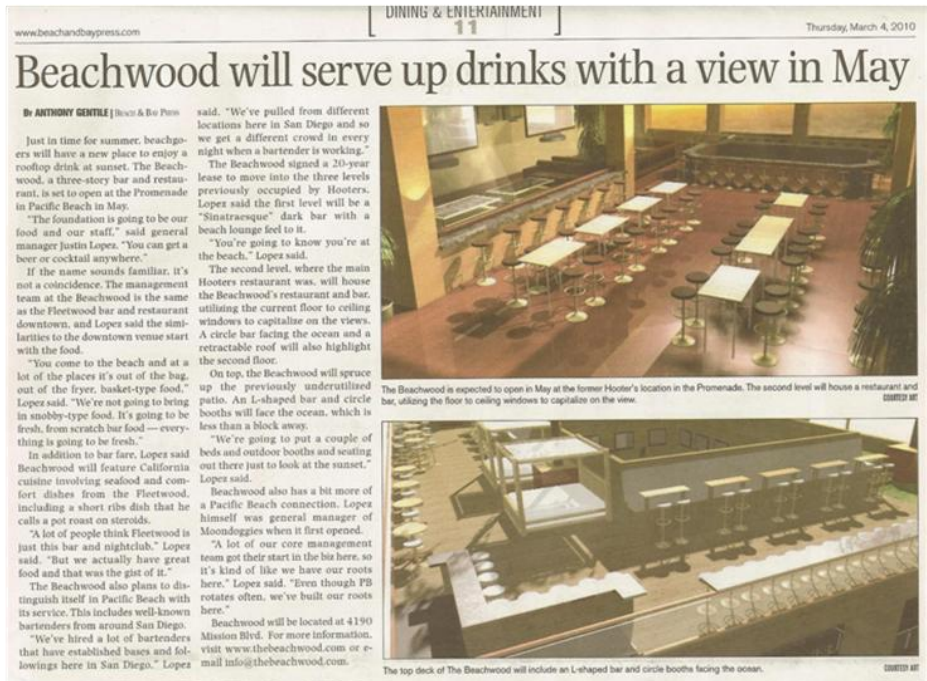 www.beachandbaypress.com
DINING & ENTERTAINMENT
11
Thursday, March 4, 2010
Beachwood will serve up drinks with a view in May
BY ANTHONY GENTILE | BEACH & BAY PRESS
Just in time for summer, beachgo-
ers will have a new place to enjoy a
rooftop drink at sunset. The Beach-
wood, a three-story bar and restau-
rant, is set to open at the Promenade
in Pacific Beach in May.
"The foundation is going to be our
food and our staff," said general
manager Justin Lopez. "You can get a
beer or cocktail anywhere."
If the name sounds familiar, it's
not a coincidence. The management
team at the Beachwood is the same
as the Fleetwood bar and restaurant
downtown, and Lopez said the simi-
larities to the downtown venue start
with the food.
"You come to the beach and at a
lot of the places it's out of the bag,
out of the fryer, basket-type food,"
Lopez said. "We're not going to bring
in snobby-type food. It's going to be
fresh, from scratch bar food — every-
thing is going to be fresh."
In addition to bar fare, Lopez said
Beachwood will feature California
cuisine involving seafood and com-
fort dishes from the Fleetwood,
including a short ribs dish that he
calls a pot roast on steroids.
"A lot of people think Fleetwood is
just this bar and nightclub," Lopez
said. "But we actually have great
food and that was the gist of it."
The Beachwood also plans to dis-
tinguish itself in Pacific Beach with
its service. This includes well-known
bartenders from around San Diego.
"We've hired a lot of bartenders
that have established bases and fol-
lowings here in San Diego," Lopez
said. "We've pulled from different
locations here in San Diego and so
we get a different crowd in every
night when a bartender is working."
The Beachwood signed a 20-year
lease to move into the three levels
previously occupied by Hooters.
Lopez said the first level will be a
"Sinatraesque" dark bar with a
beach lounge feel to it.
"You're going to know you're at
the beach," Lopez said.
The second level, where the main
Hooters restaurant was, will house
the Beachwood's restaurant and bar,
utilizing the current floor to ceiling
windows to capitalize on the views.
A circle bar facing the ocean and a
retractable roof will also highlight
the second floor.
On top, the Beachwood will spruce
up the previously underutilized
patio. An L-shaped bar and circle
booths will face the ocean, which is
less than a block away.
"We're going to put a couple of
beds and outdoor booths and seating
out there just to look at the sunset,"
Lopez said.
Beachwood also has a bit more of
a Pacific Beach connection. Lopez
himself was general manager of
Moondoggies when it first opened.
"A lot of our core management
team got their start in the biz here, so
it's kind of like we have our roots
here," Lopez said. "Even though PB
rotates often, we've built our roots
here."
Beachwood will be located at 4190
Mission Blvd. For more information,
visit www.thebeachwood.com or e-
mail info@thebeachwood.com.
The Beachwood is expected to open in May at the former Hooter's location in the Promenade. The second level will house a restaurant and
bar, utilizing the floor to ceiling windows to capitalize on the view.
COURTESY ART
The top deck of The Beachwood will include an L-shaped bar and circle booths facing the ocean.
COURTESY ART